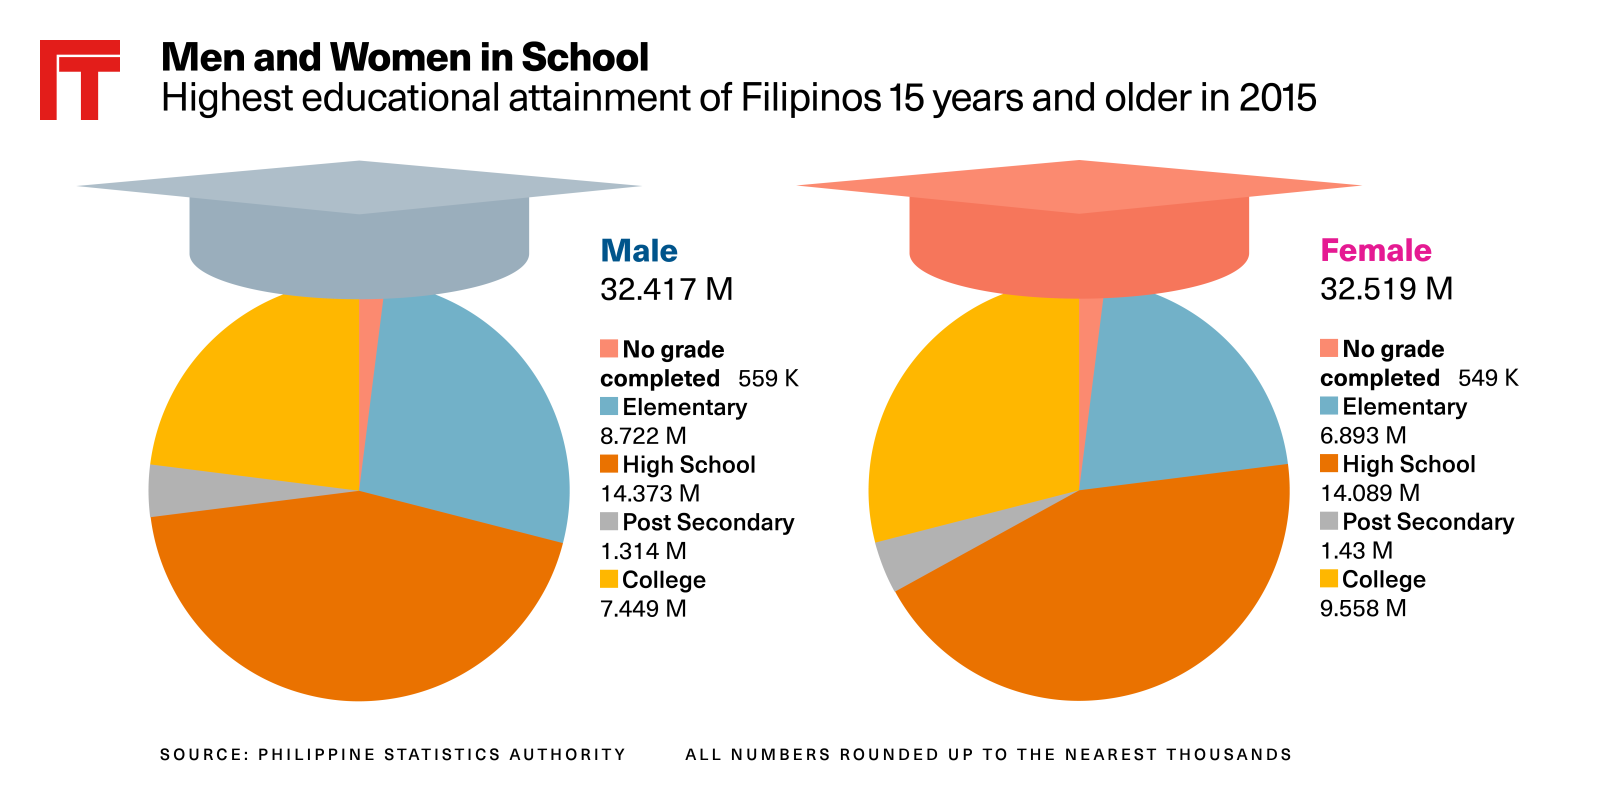 FT
Men and Women in School
Highest educational attainment of Filipinos 15 years and older in 2015
Male
32.417 M
No grade
completed 559 K
Elementary
8.722 M
High School
14.373 M
Post Secondary
1.314 M
College
7.449 M
Female
32.519 M
No grade
completed 549 K
Elementary
6.893 M
High School
14.089 M
Post Secondary
1.43 M
College
9.558 M
SOURCE: PHILIPPINE STATISTICS AUTHORITY
ALL NUMBERS ROUNDED UP TO THE NEAREST THOUSANDS